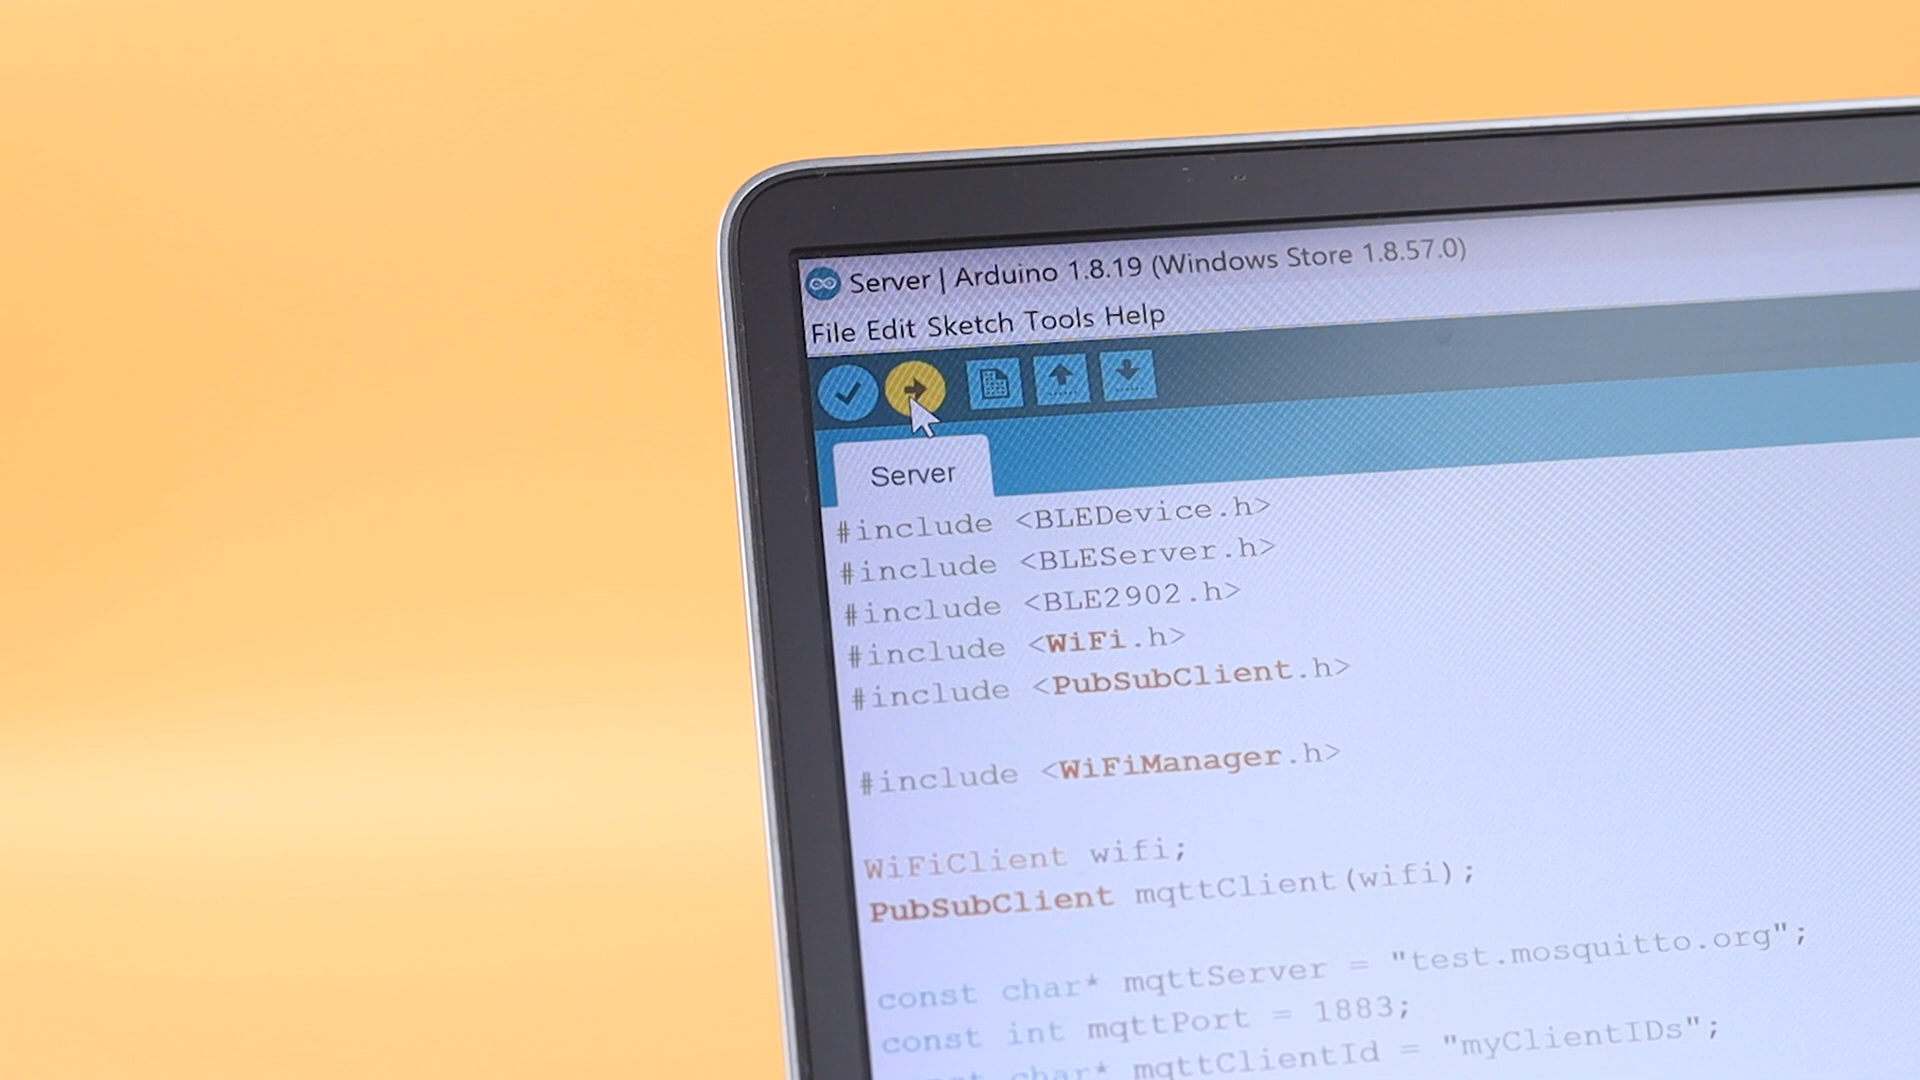 Server | Arduino 1.8.19 (Windows Store 1.8.57.0)
File Edit Sketch Tools Help
Server
#include <BLEDevice.h>
#include <BLEServer.h>
#include <BLE2902.h>
#include <WiFi.h>
#include <PubSubClient.h>
#include <WiFiManager.h>
WiFiClient wifi;
PubSubClient mqttClient(wifi);
const char* mqttServer = "test.mosquitto.org";
const int mqttPort = 1883;
const char* mqttClientId = "myClientIDs";